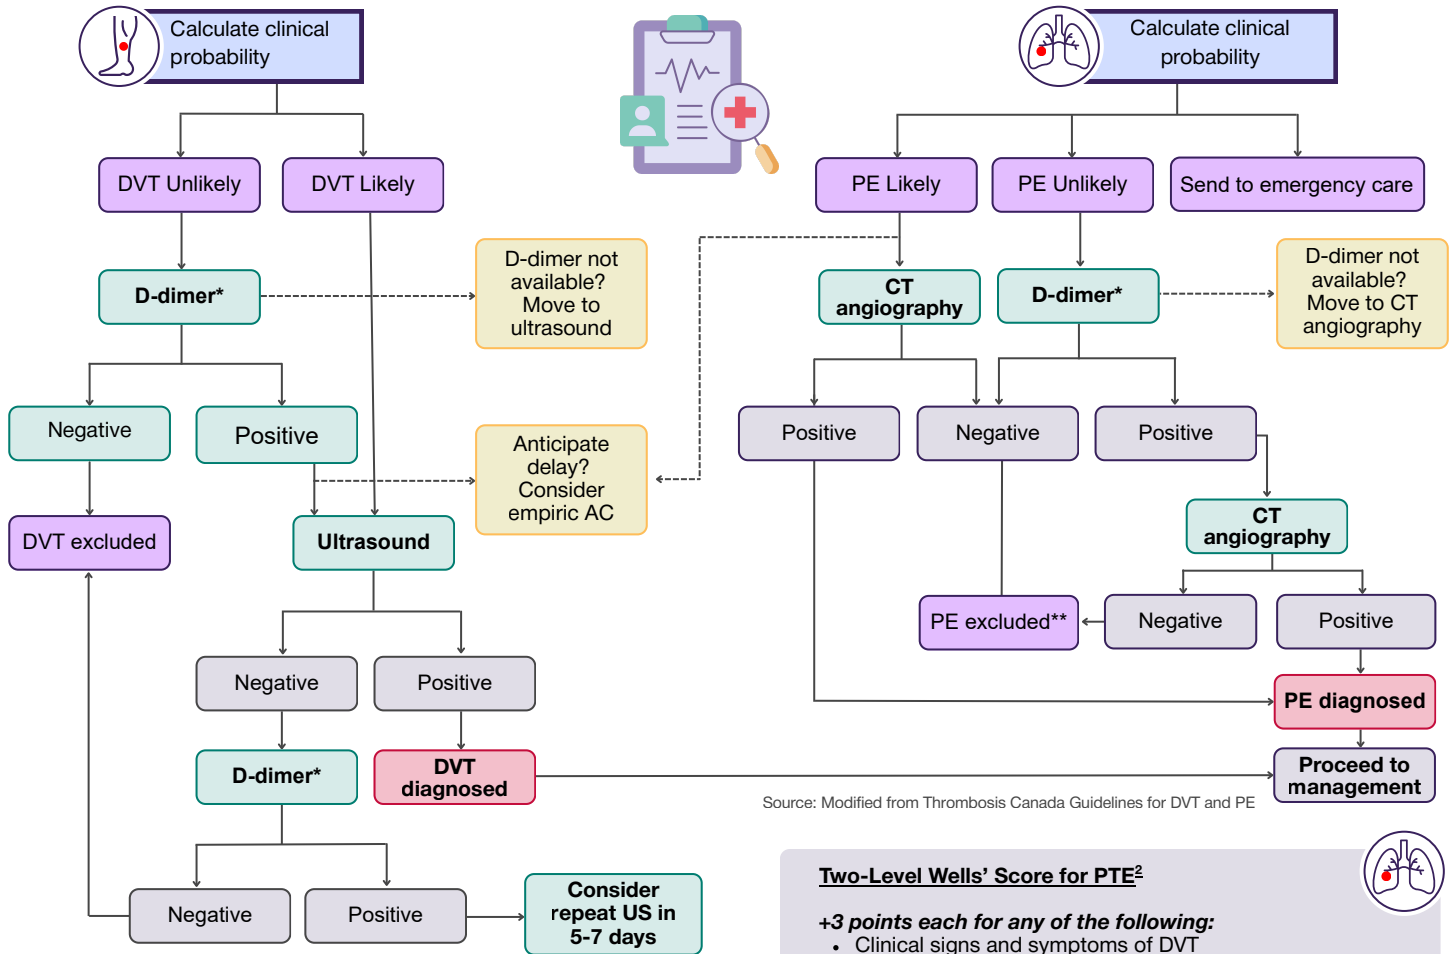 Calculate clinical
probability
DVT Unlikely
DVT Likely
D-dimer*
D-dimer not
available?
Move to
ultrasound
Negative
Positive
Anticipate
delay?
Consider
empiric AC
DVT excluded
Ultrasound
Negative
Positive
D-dimer*
DVT
diagnosed
Negative
Positive
Consider
repeat US in
5-7 days
Calculate clinical
probability
PE Likely
PE Unlikely
Send to emergency care
CT
angiography
D-dimer*
D-dimer not
available?
Move to CT
angiography
Positive
Negative
Positive
CT
angiography
PE excluded**
Negative
Positive
PE diagnosed
Proceed to
management
Source: Modified from Thrombosis Canada Guidelines for DVT and PE
Two-Level Wells’ Score for PTE²
+3 points each for any of the following:
• Clinical signs and symptoms of DVT